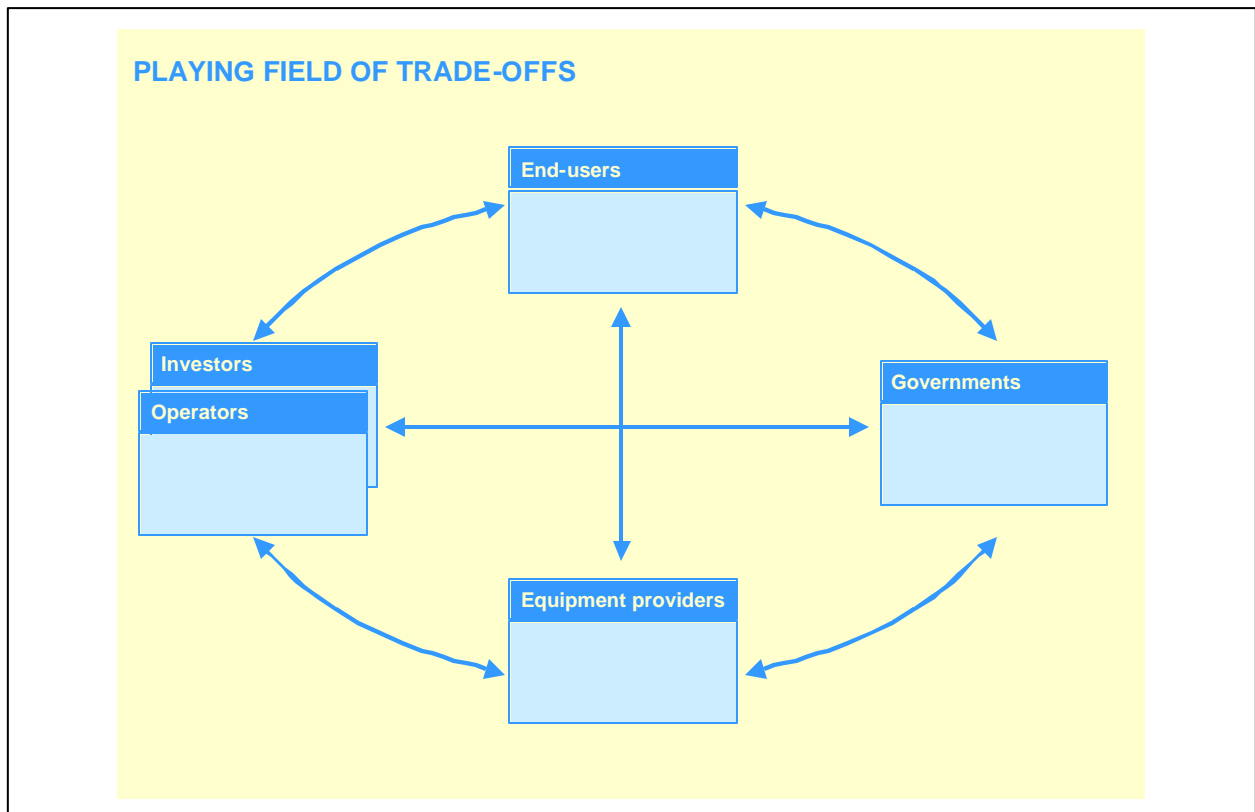 PLAYING FIELD OF TRADE-OFFS
End-users
Investors
Operators
Governments
Equipment providers